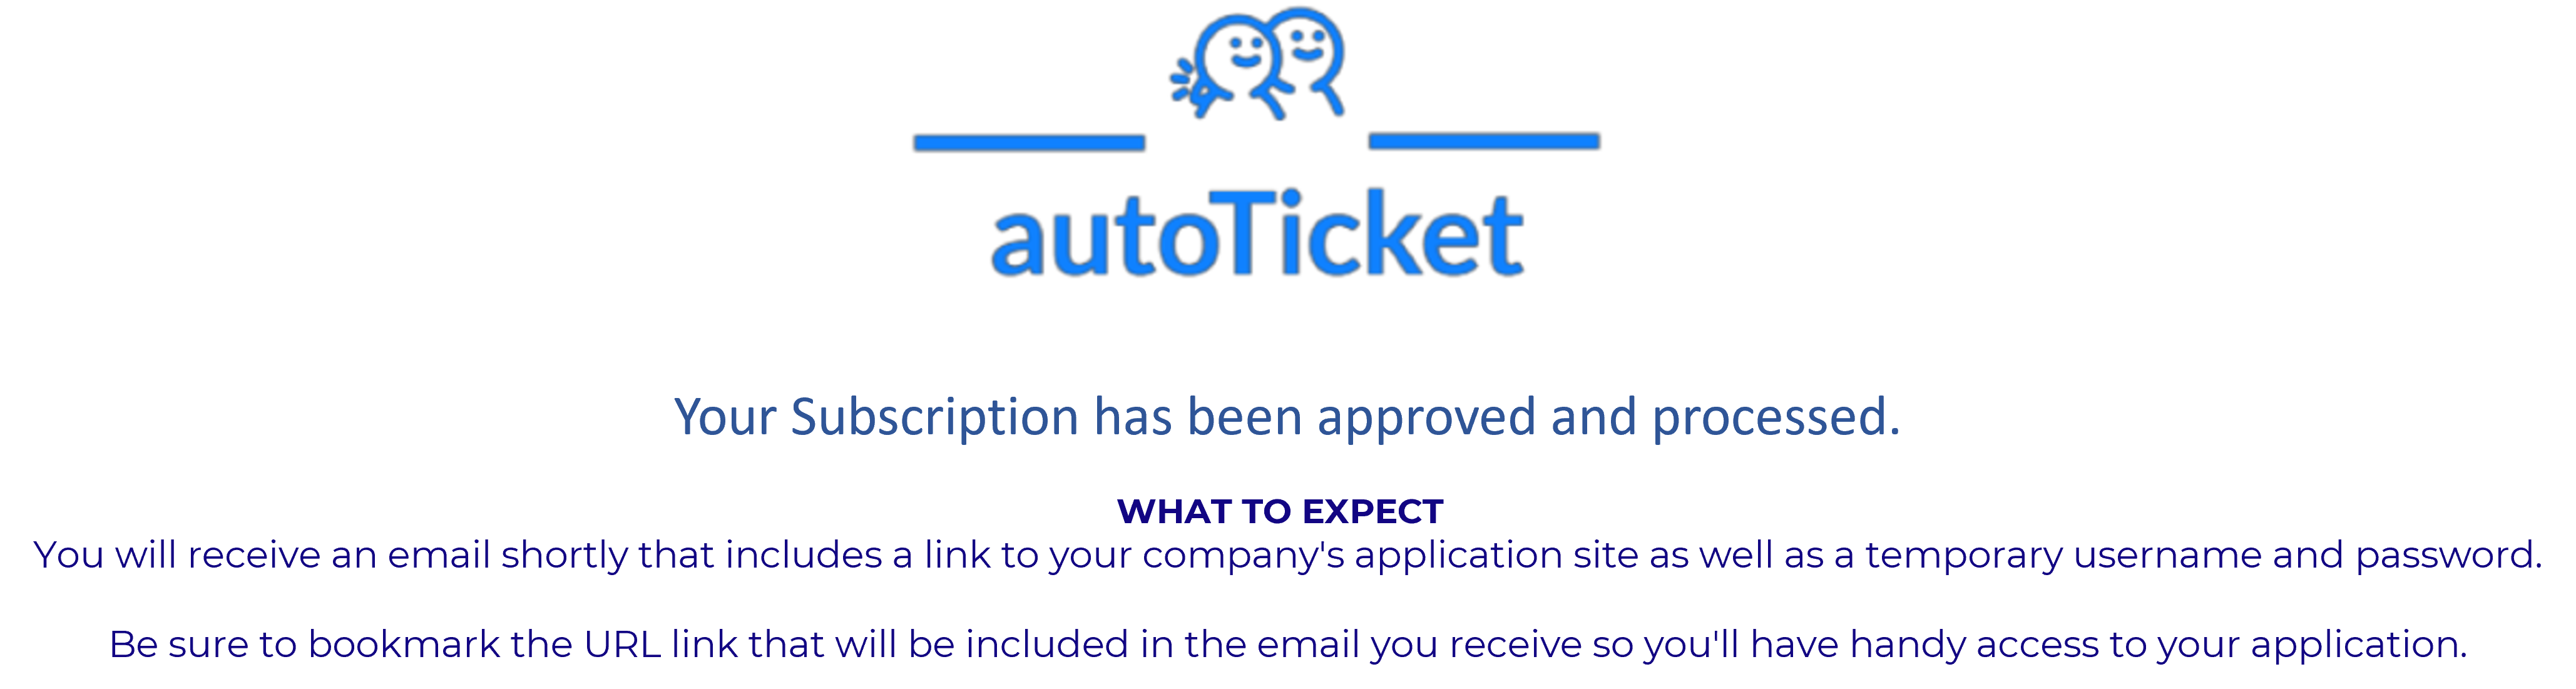 autoTicket
Your Subscription has been approved and processed.
WHAT TO EXPECT
You will receive an email shortly that includes a link to your company's application site as well as a temporary username and password.
Be sure to bookmark the URL link that will be included in the email you receive so you'll have handy access to your application.